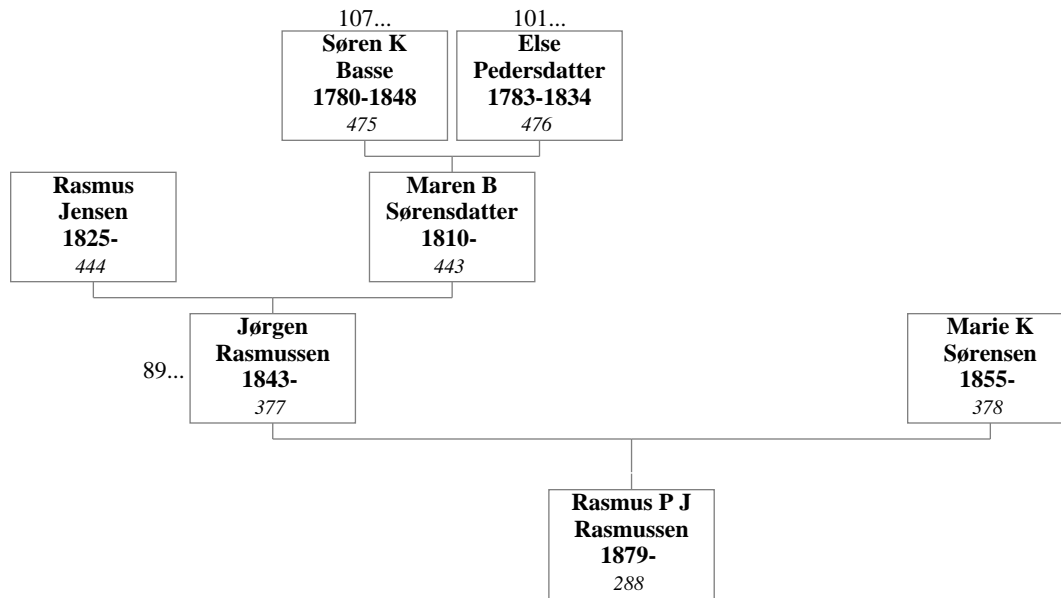 107...
101...
Søren K
Basse
1780-1848
475
Else
Pedersdatter
1783-1834
476
Rasmus
Jensen
1825-
444
Maren B
Sørensdatter
1810-
443
89...
Jørgen
Rasmussen
1843-
377
Marie K
Sørensen
1855-
378
Rasmus P J
Rasmussen
1879-
288